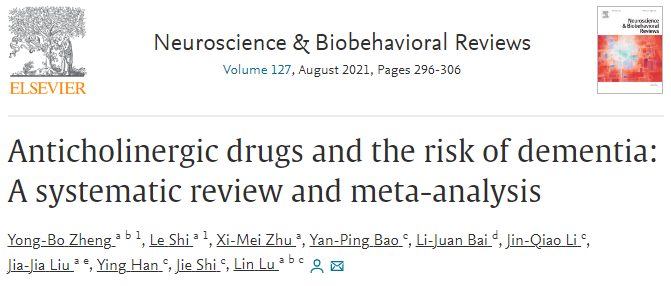 ELSEVIER
Neuroscience & Biobehavioral Reviews
Volume 127, August 2021, Pages 296-306
Neuroscience & Biobehavioral Reviews
Anticholinergic drugs and the risk of dementia:
A systematic review and meta-analysis
Yong-Bo Zheng a b 1, Le Shi a 1, Xi-Mei Zhu a, Yan-Ping Bao c, Li-Juan Bai d, Jin-Qiao Li c,
Jia-Jia Liu a e, Ying Han c, Jie Shi c, Lin Lu a b c